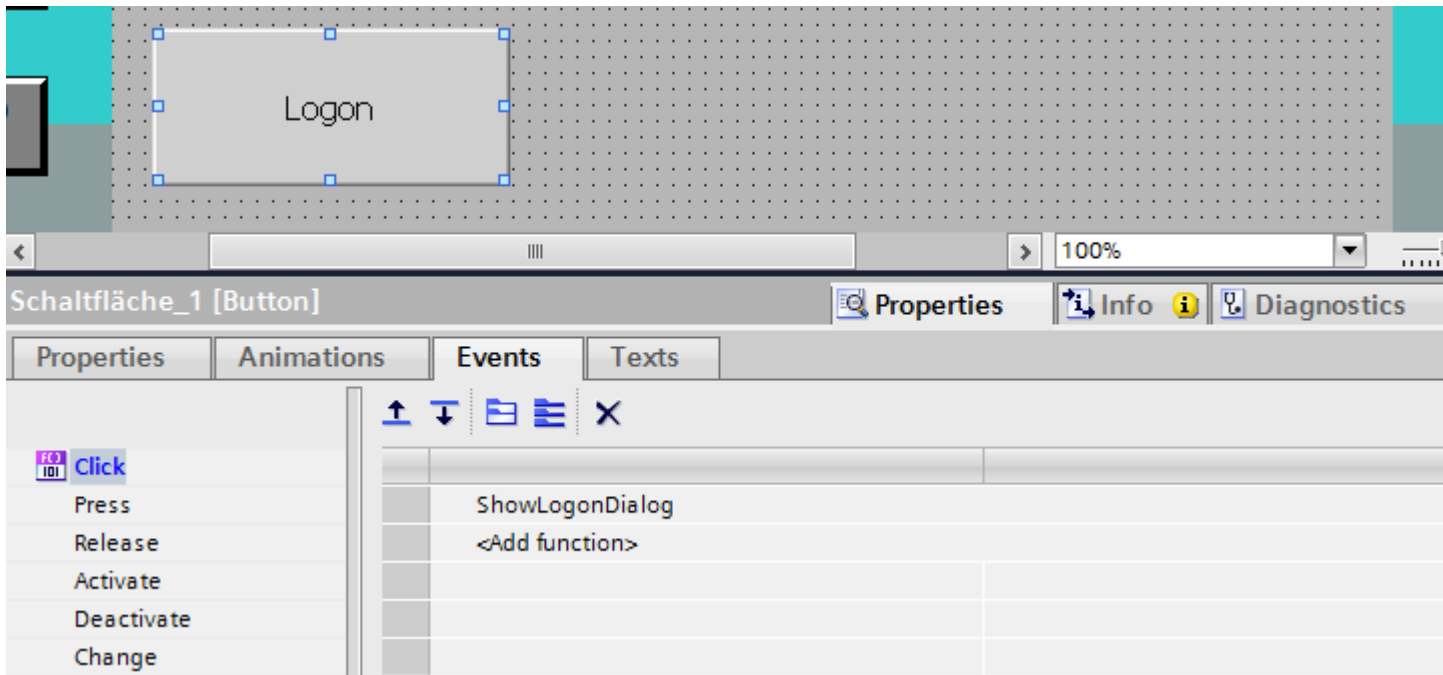 Logon
100%
Schaltfläche_1 [Button]
Properties
Info
Diagnostics
Properties
Animations
Events
Texts
Click
Press
ShowLogonDialog
Release
<Add function>
Activate
Deactivate
Change